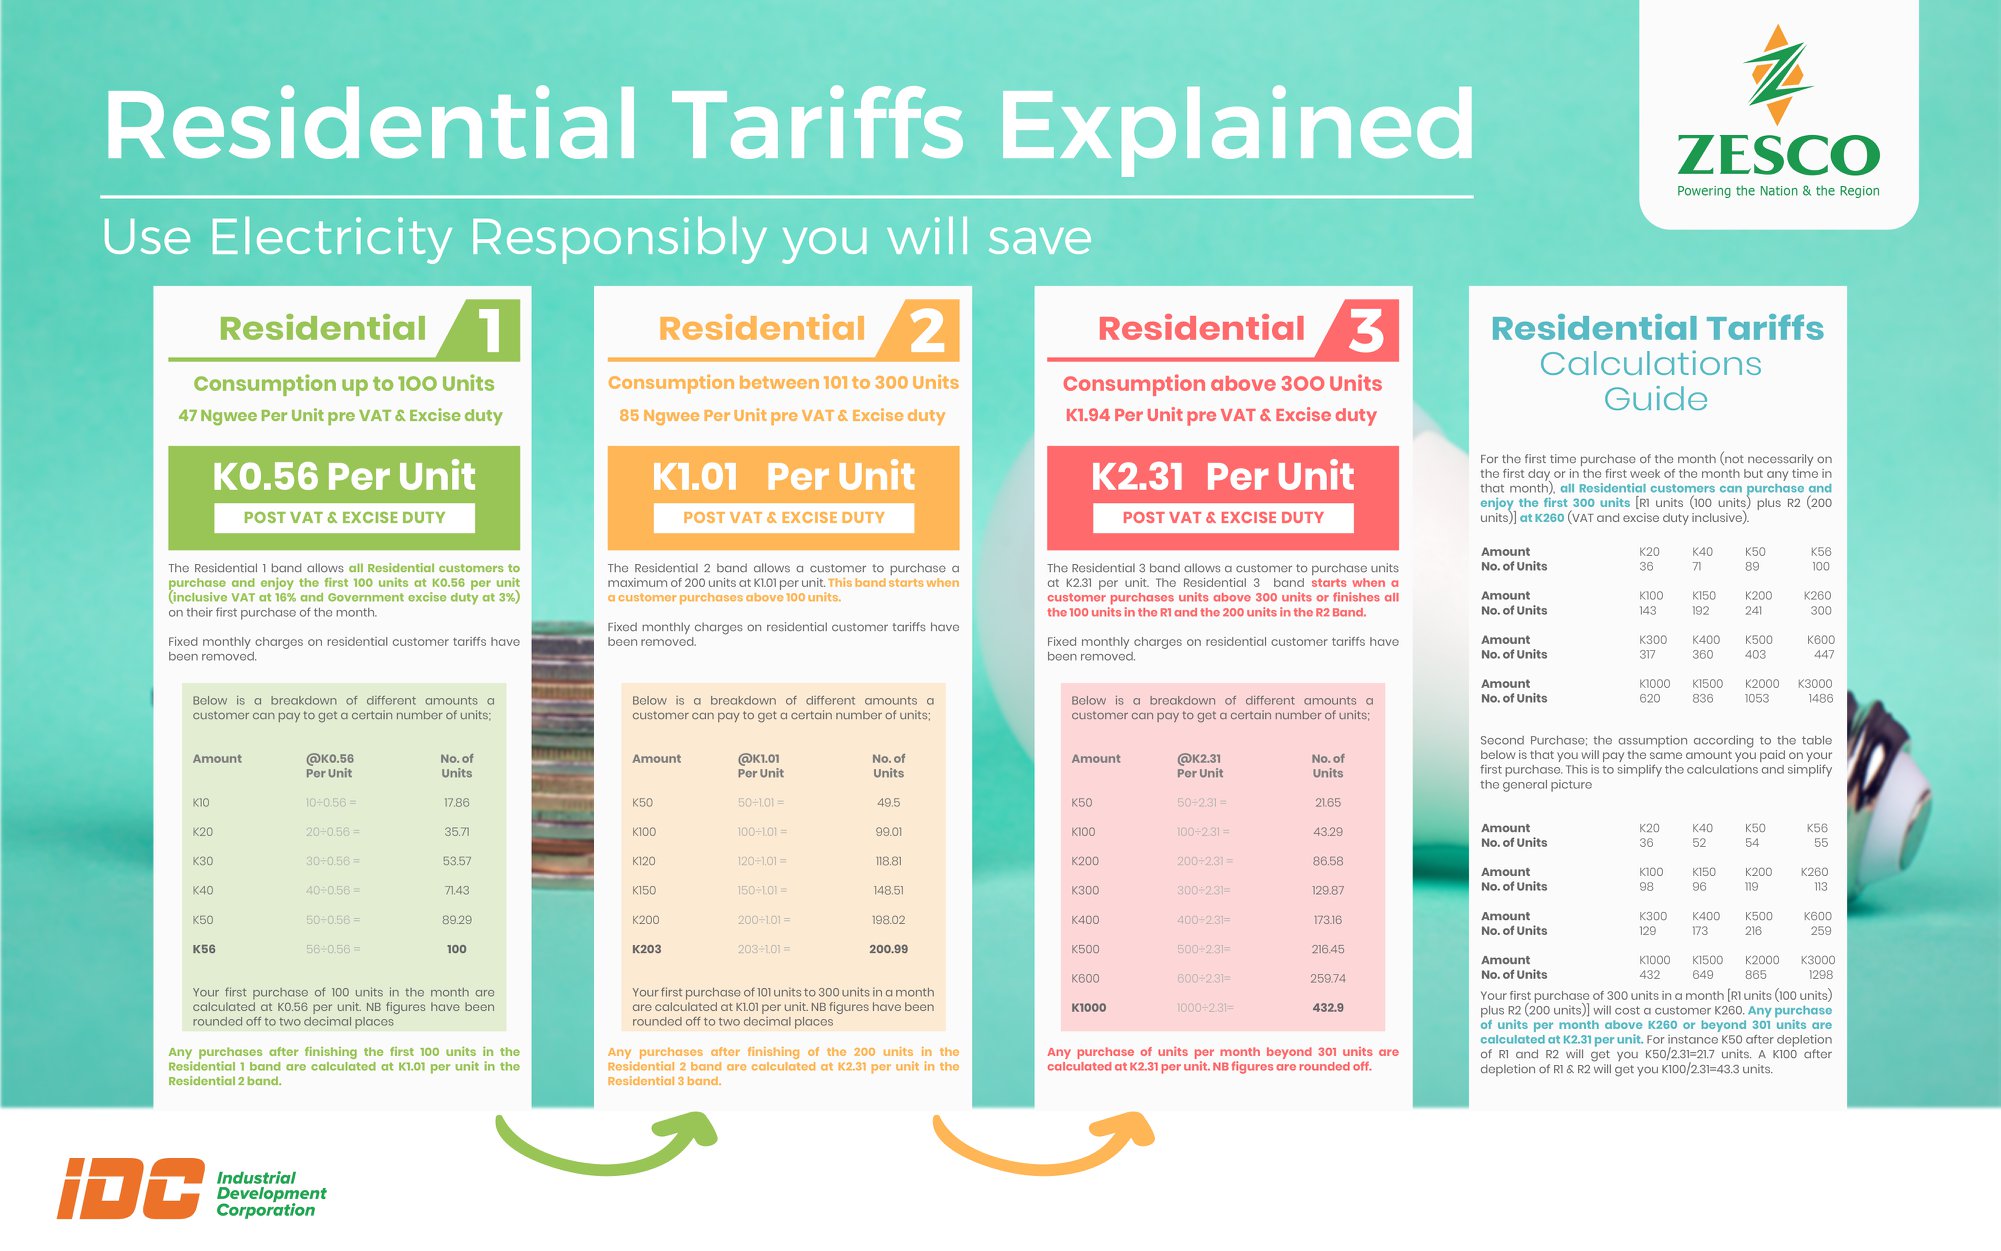 Residential Tariffs Explained
Use Electricity Responsibly you will save
ZESCO
Powering the Nation & the Region
Residential 1
Consumption up to 100 Units
47 Ngwee Per Unit pre VAT & Excise duty
K0.56 Per Unit
POST VAT & EXCISE DUTY
The Residential 1 band allows all Residential customers to
purchase and enjoy the first 100 units at K0.56 per unit
(inclusive VAT at 16% and Government excise duty at 3%)
on their first purchase of the month.
Fixed monthly charges on residential customer tariffs have
been removed.
Below is a breakdown of different amounts a
customer can pay to get a certain number of units;
Amount @K0.56 No. of
Per Unit Units
K10 10÷0.56 = 17.86
K20 20÷0.56 = 35.71
K30 30÷0.56 = 53.57
K40 40÷0.56 = 71.43
K50 50÷0.56 = 89.29
K56 56÷0.56 = 100
Your first purchase of 100 units in the month are
calculated at K0.56 per unit. NB figures have been
rounded off to two decimal places
Any purchases after finishing the first 100 units in the
Residential 1 band are calculated at K1.01 per unit in the
Residential 2 band.
Residential 2
Consumption between 101 to 300 Units
85 Ngwee Per Unit pre VAT & Excise duty
K1.01 Per Unit
POST VAT & EXCISE DUTY
The Residential 2 band allows a customer to purchase a
maximum of 200 units at K1.01 per unit. This band starts when
a customer purchases above 100 units.
Fixed monthly charges on residential customer tariffs have
been removed.
Below is a breakdown of different amounts a
customer can pay to get a certain number of units;
Amount @K1.01 No. of
Per Unit Units
K50 50÷1.01 = 49.5
K100 100÷1.01 = 99.01
K120 120÷1.01 = 118.81
K150 150÷1.01 = 148.51
K200 200÷1.01 = 198.02
K203 203÷1.01 = 200.99
Your first purchase of 101 units to 300 units in a month
are calculated at K1.01 per unit. NB figures have been
rounded off to two decimal places
Any purchases after finishing of the 200 units in the
Residential 2 band are calculated at K2.31 per unit in the
Residential 3 band.
Residential 3
Consumption above 300 Units
K1.94 Per Unit pre VAT & Excise duty
K2.31 Per Unit
POST VAT & EXCISE DUTY
The Residential 3 band allows a customer to purchase units
at K2.31 per unit. The Residential 3 band starts when a
customer purchases units above 300 units or finishes all
the 100 units in the R1 and the 200 units in the R2 Band.
Fixed monthly charges on residential customer tariffs have
been removed.
Below is a breakdown of different amounts a
customer can pay to get a certain number of units;
Amount @K2.31 No. of
Per Unit Units
K50 50÷2.31 = 21.65
K100 100÷2.31 = 43.29
K200 200÷2.31 = 86.58
K300 300÷2.31= 129.87
K400 400÷2.31= 173.16
K500 500÷2.31= 216.45
K600 600÷2.31= 259.74
K1000 1000÷2.31= 432.9
Any purchase of units per month beyond 301 units are
calculated at K2.31 per unit. NB figures are rounded off.
Residential Tariffs
Calculations
Guide
For the first time purchase of the month (not necessarily on
the first day or in the first week of the month but any time in
that month), all Residential customers can purchase and
enjoy the first 300 units [R1 units (100 units) plus R2 (200
units)] at K260 (VAT and excise duty inclusive).
Amount K20 K40 K50 K56
No. of Units 36 71 89 100
Amount K100 K150 K200 K260
No. of Units 143 192 241 300
Amount K300 K400 K500 K600
No. of Units 317 360 403 447
Amount K1000 K1500 K2000 K3000
No. of Units 620 836 1053 1486
Second Purchase; the assumption according to the table
below is that you will pay the same amount you paid on your
first purchase. This is to simplify the calculations and simplify
the general picture
Amount K20 K40 K50 K56
No. of Units 36 52 54 55
Amount K100 K150 K200 K260
No. of Units 98 96 119 113
Amount K300 K400 K500 K600
No. of Units 129 173 216 259
Amount K1000 K1500 K2000 K3000
No. of Units 432 649 865 1298
Your first purchase of 300 units in a month [R1 units (100 units)
plus R2 (200 units)] will cost a customer K260. Any purchase
of units per month above K260 or beyond 301 units are
calculated at K2.31 per unit. For instance K50 after depletion
of R1 and R2 will get you K50/2.31=21.7 units. A K100 after
depletion of R1 & R2 will get you K100/2.31=43.3 units.
IDC Industrial
Development
Corporation